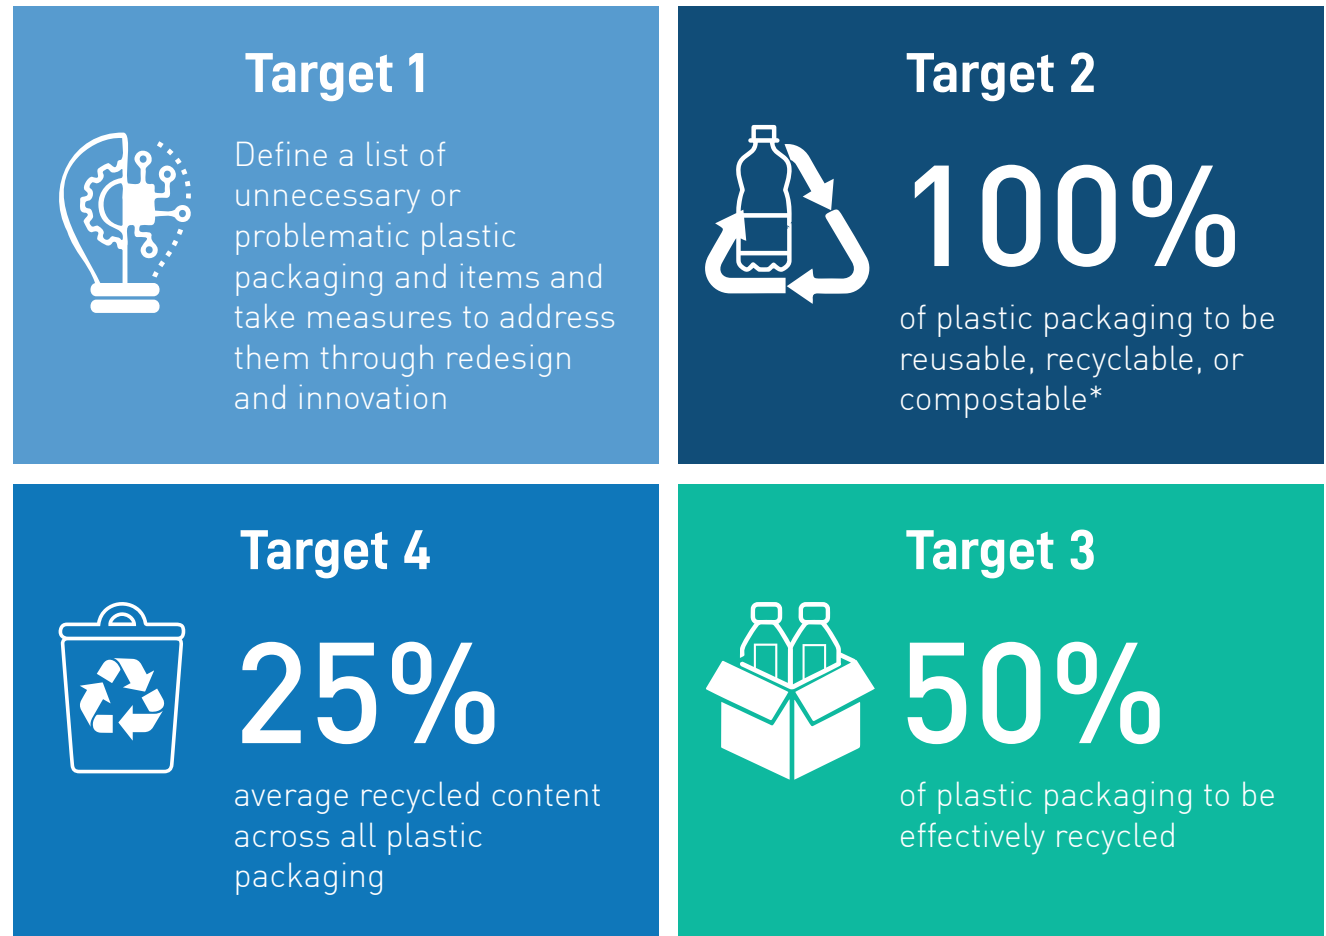 Target 1
Define a list of
unnecessary or
problematic plastic
packaging and items and
take measures to address
them through redesign
and innovation
Target 2
100%
of plastic packaging to be
reusable, recyclable, or
compostable*
Target 4
25%
average recycled content
across all plastic
packaging
Target 3
50%
of plastic packaging to be
effectively recycled